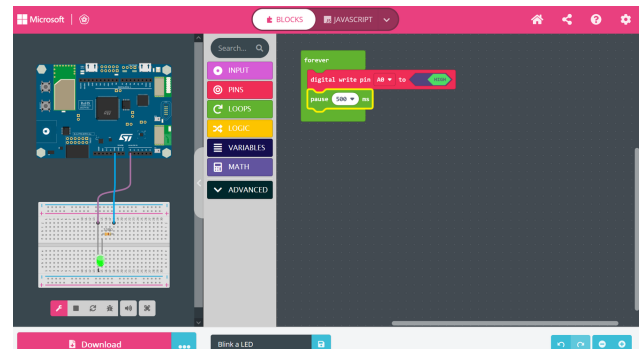 Microsoft
BLOCKS
JAVASCRIPT
Search...
INPUT
PINS
LOOPS
LOGIC
VARIABLES
MATH
ADVANCED
forever
digital write pin A0 to HIGH
pause 500 ms
Download
Blink a LED